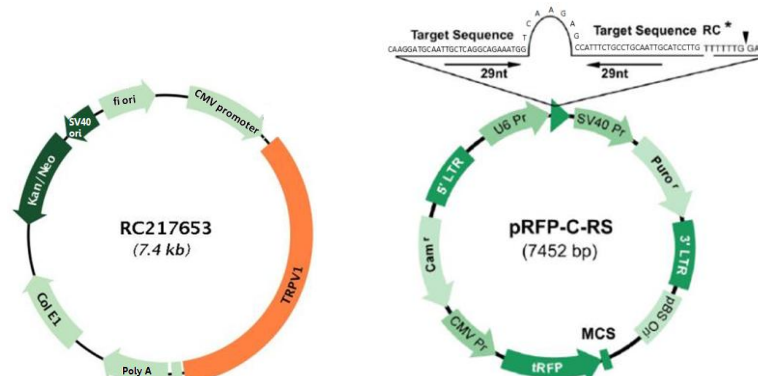 fi ori
CMV promoter
SV40
ori
Kan/Neo
RC217653
(7.4 kb)
TRPV1
Col E1
Poly A
TCAAGAG
Target Sequence
Target Sequence RC *
CAAGGATGCAATTGCTCAGGCAGAAATGG
CCATTTCTGCCTGCAATTGCATCCTTG TTTTTTG GA
29nt
29nt
U6 Pr
SV40 Pr
5' LTR
Puro r
pRFP-C-RS
(7452 bp)
Cam r
3' LTR
CMV Pr
pBS Ori
MCS
tRFP